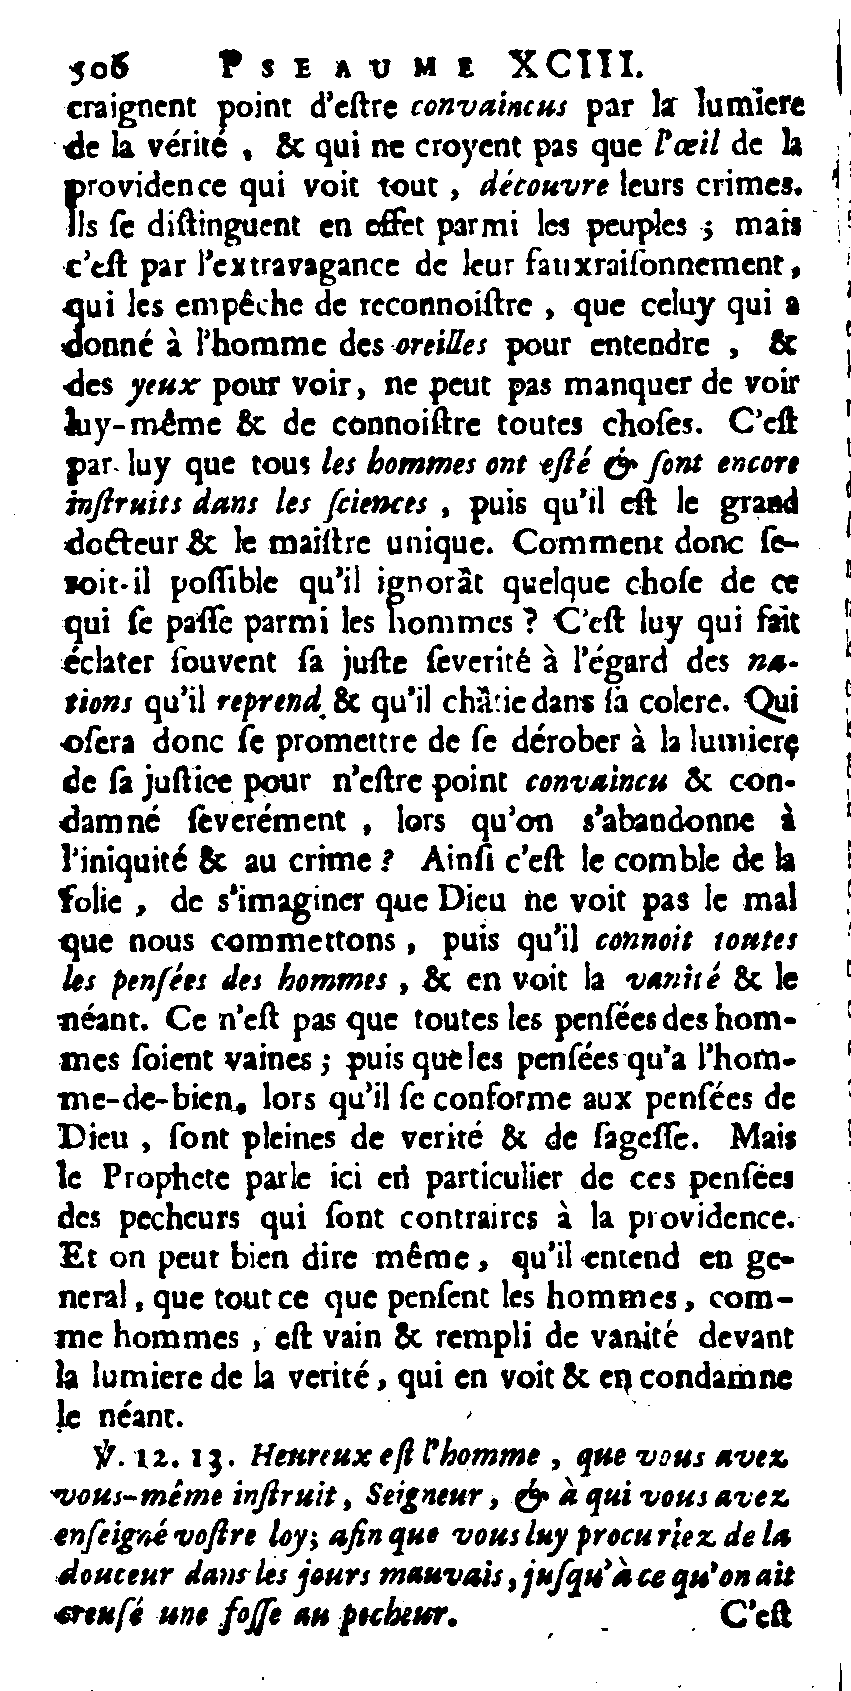 506 PSEAUME XCIII.
craignent point d'eſtre convaincus par la lumiere
de la vérité, & qui ne croyent pas que l'œil de la
providence qui voit tout, découvre leurs crimes.
Ils ſe diſtinguent en effet parmi les peuples ; mais
c'eſt par l'extravagance de leur fauxraiſonnement,
qui les empêche de reconnoiſtre, que celuy qui a
donné à l'homme des oreilles pour entendre, &
des yeux pour voir, ne peut pas manquer de voir
luy-même & de connoiſtre toutes choſes. C'eſt
par luy que tous les hommes ont eſté & ſont encore
inſtruits dans les ſciences, puis qu'il eſt le grand
docteur & le maiſtre unique. Comment donc ſe-
roit-il poſſible qu'il ignorât quelque choſe de ce
qui ſe paſſe parmi les hommes ? C'eſt luy qui fait
éclater ſouvent ſa juſte ſeverité à l'égard des na-
tions qu'il reprend & qu'il châtie dans ſa colere. Qui
oſera donc ſe promettre de ſe dérober à la lumiere
de ſa juſtice pour n'eſtre point convaincu & con-
damné ſeverément, lors qu'on s'abandonne à
l'iniquité & au crime ? Ainſi c'eſt le comble de la
folie, de s'imaginer que Dieu ne voit pas le mal
que nous commettons, puis qu'il connoit toutes
les penſées des hommes, & en voit la vanité & le
néant. Ce n'eſt pas que toutes les penſées des hom-
mes ſoient vaines ; puis que les penſées qu'a l'hom-
me-de-bien, lors qu'il ſe conforme aux penſées de
Dieu, ſont pleines de verité & de ſageſſe. Mais
le Prophete parle ici en particulier de ces penſées
des pecheurs qui ſont contraires à la providence.
Et on peut bien dire même, qu'il entend en ge-
neral, que tout ce que penſent les hommes, com-
me hommes, eſt vain & rempli de vanité devant
la lumiere de la verité, qui en voit & en condamne
le néant.
℣. 12. 13. Heureux eſt l'homme, que vous avez
vous-même inſtruit, Seigneur, & à qui vous avez
enſeigné voſtre loy; afin que vous luy procuriez de la
douceur dans les jours mauvais, juſqu'à ce qu'on ait
creuſé une foſſe au pecheur. C'eſt